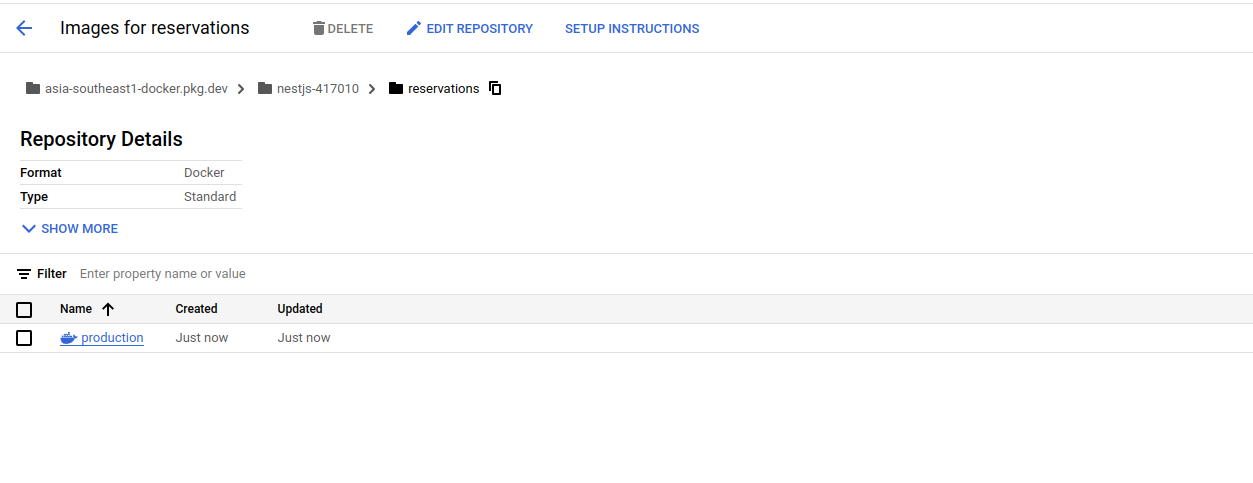 Images for reservations DELETE EDIT REPOSITORY SETUP INSTRUCTIONS
asia-southeast1-docker.pkg.dev nestjs-417010 reservations
Repository Details
Format Docker
Type Standard
SHOW MORE
Filter Enter property name or value
Name Created Updated
production Just now Just now